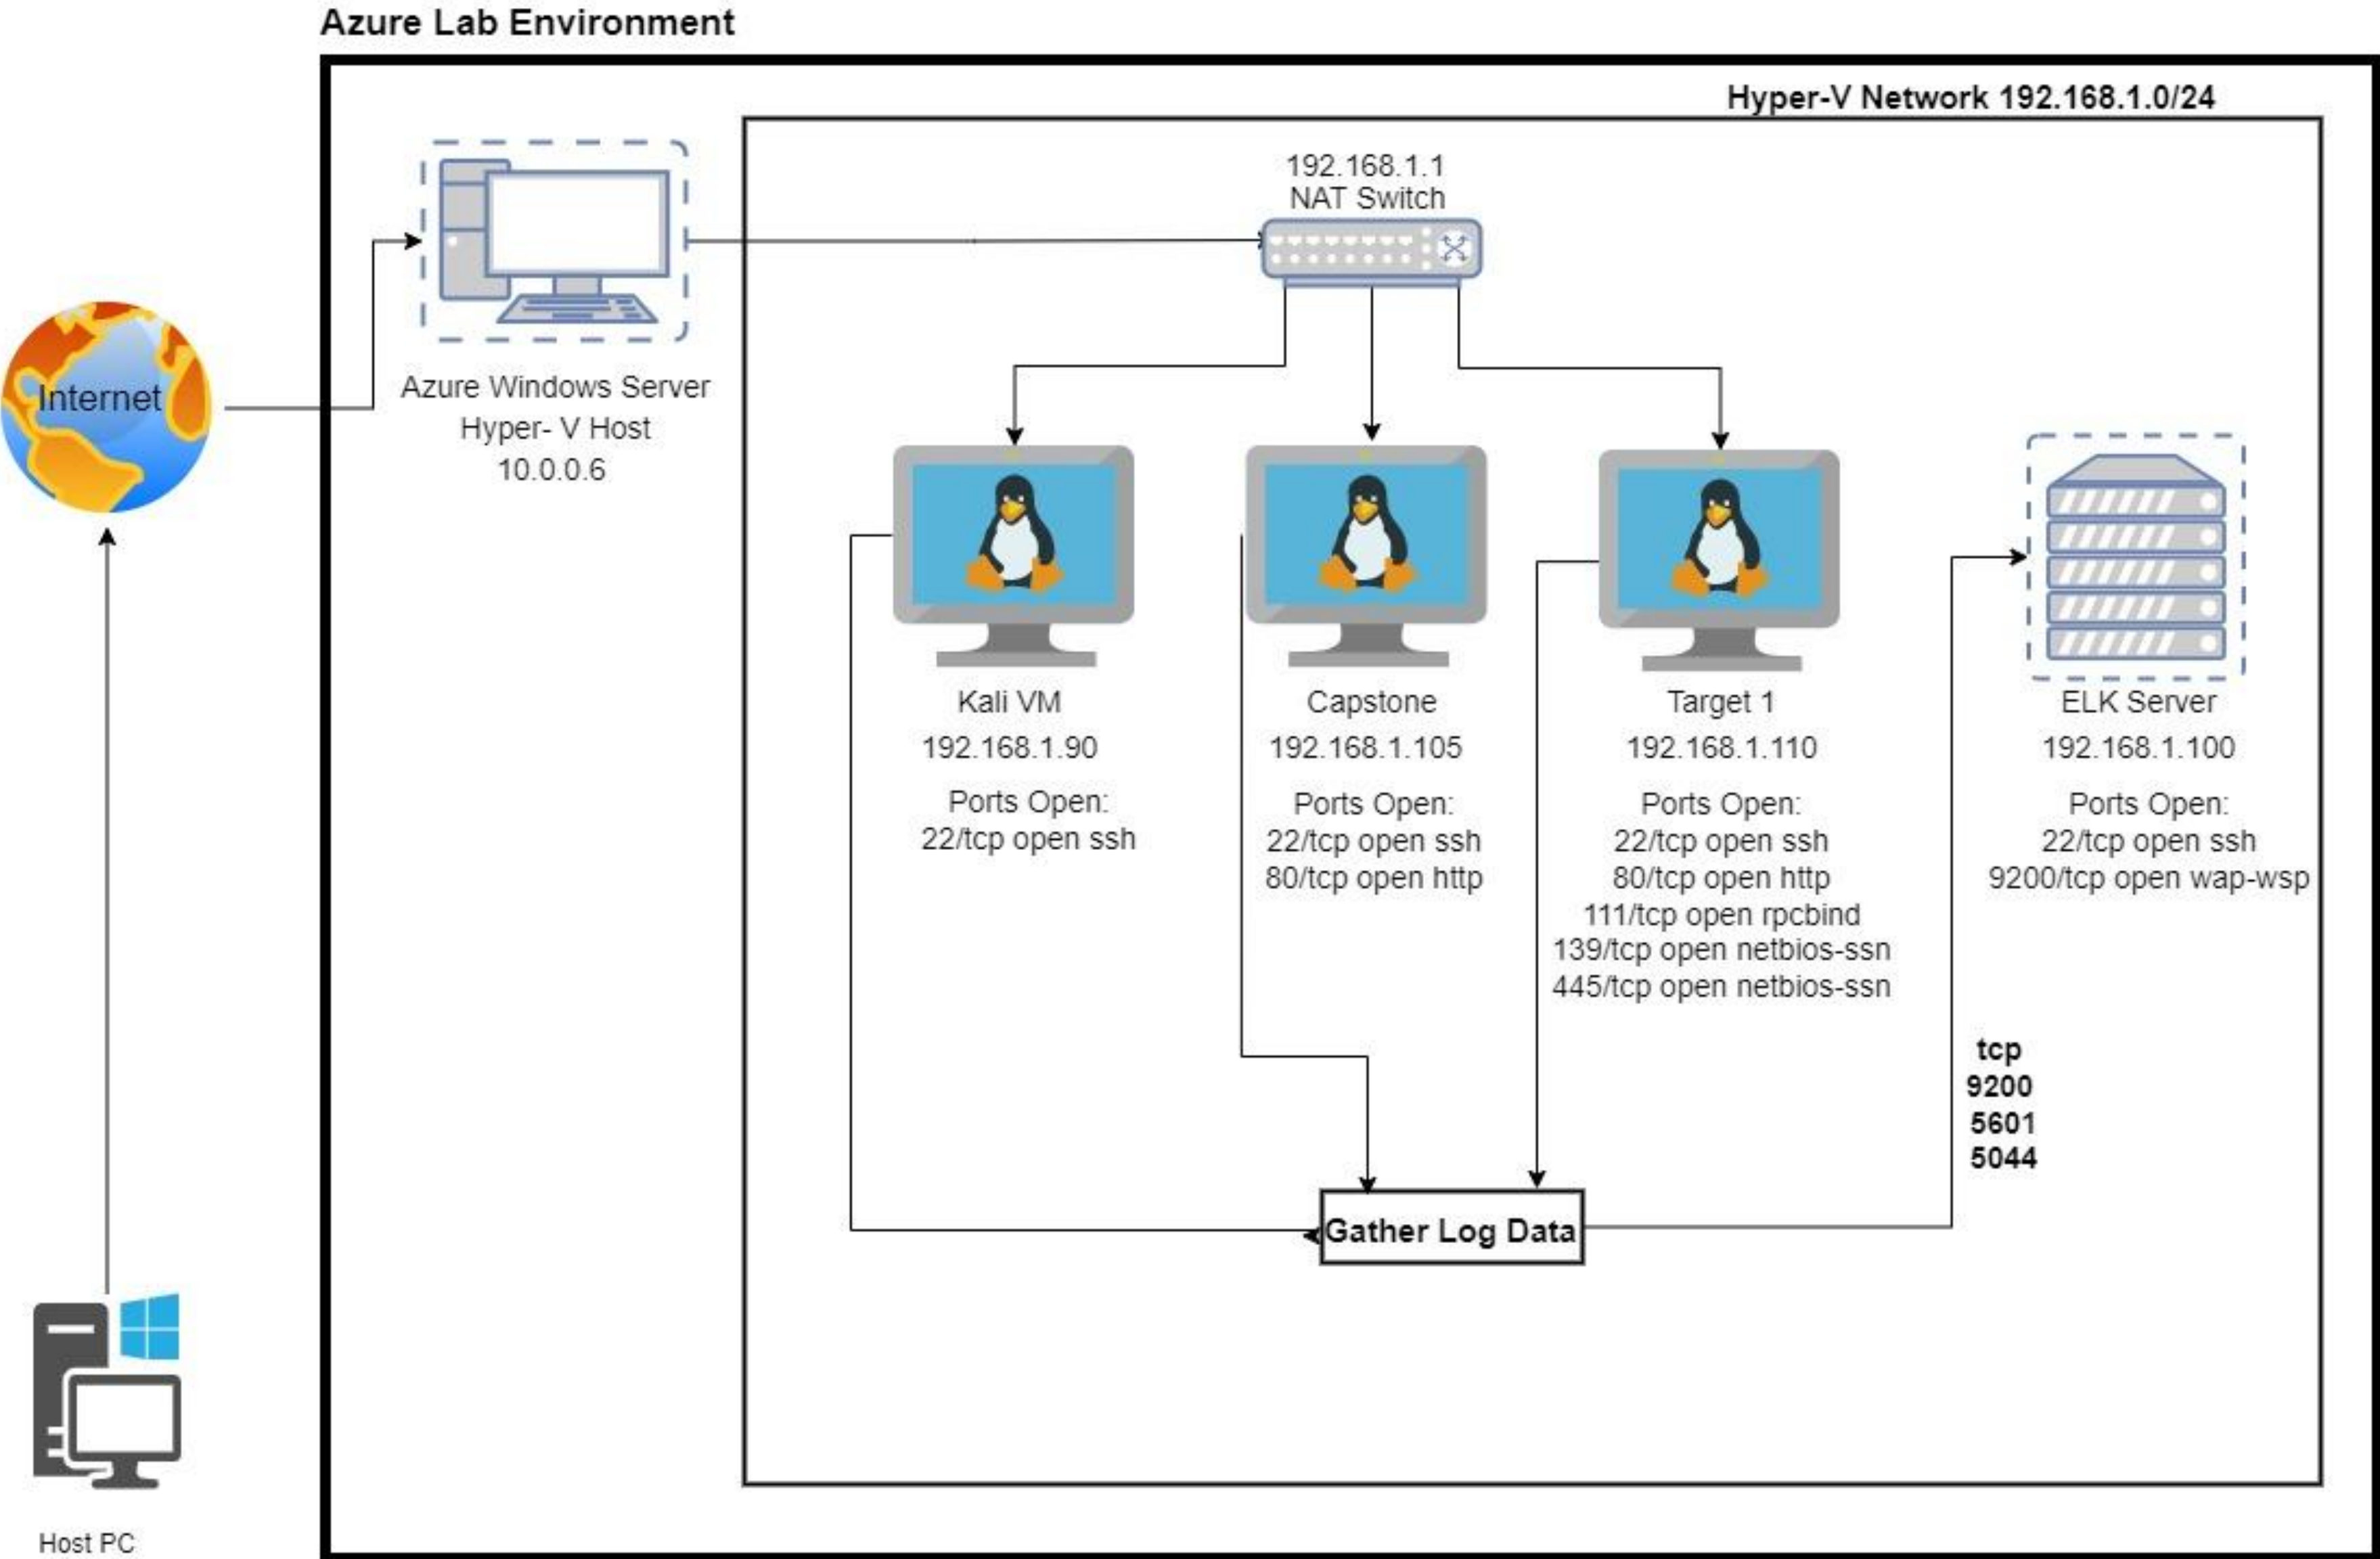 Azure Lab Environment
Hyper-V Network 192.168.1.0/24
192.168.1.1
NAT Switch
Internet
Azure Windows Server
Hyper- V Host
10.0.0.6
Kali VM
192.168.1.90
Ports Open:
22/tcp open ssh
Capstone
192.168.1.105
Ports Open:
22/tcp open ssh
80/tcp open http
Target 1
192.168.1.110
Ports Open:
22/tcp open ssh
80/tcp open http
111/tcp open rpcbind
139/tcp open netbios-ssn
445/tcp open netbios-ssn
ELK Server
192.168.1.100
Ports Open:
22/tcp open ssh
9200/tcp open wap-wsp
tcp
9200
5601
5044
Gather Log Data
Host PC